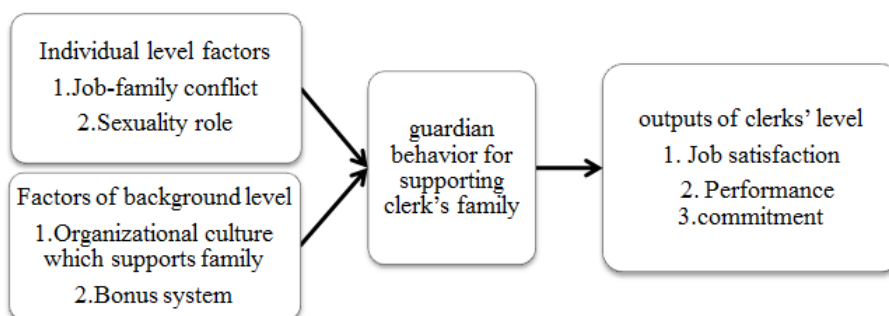 Individual level factors
1.Job-family conflict
2.Sexuality role
Factors of background level
1.Organizational culture
which supports family
2.Bonus system
guardian
behavior for
supporting
clerk's family
outputs of clerks' level
1. Job satisfaction
2. Performance
3.commitment